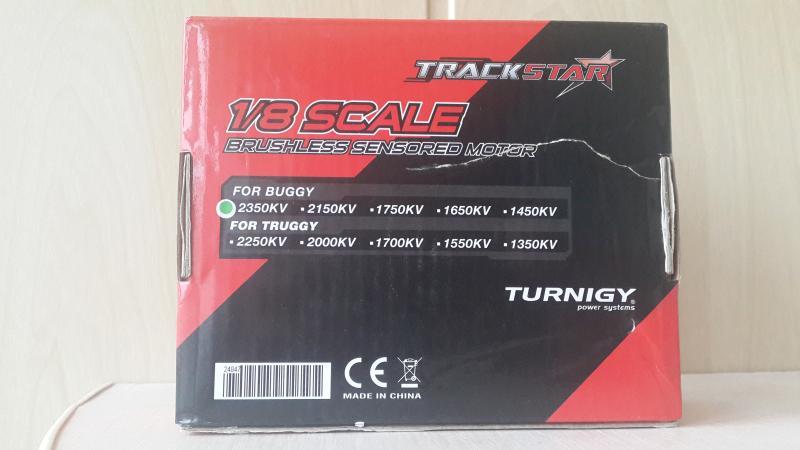 TRACKSTAR
1/8 SCALE
BRUSHLESS SENSORED MOTOR
FOR BUGGY
2350KV ▪ 2150KV ▪ 1750KV ▪ 1650KV ▪ 1450KV
FOR TRUGGY
▪ 2250KV ▪ 2000KV ▪ 1700KV ▪ 1550KV ▪ 1350KV
TURNIGY®
power systems
CE
MADE IN CHINA